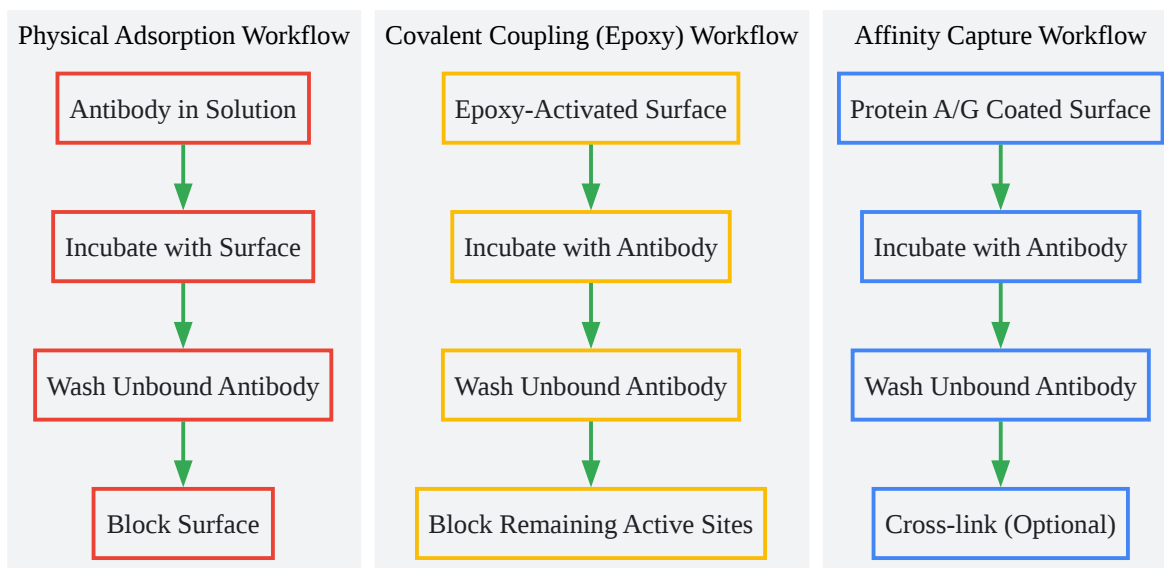 Physical Adsorption Workflow
Antibody in Solution
Incubate with Surface
Wash Unbound Antibody
Block Surface
Covalent Coupling (Epoxy) Workflow
Epoxy-Activated Surface
Incubate with Antibody
Wash Unbound Antibody
Block Remaining Active Sites
Affinity Capture Workflow
Protein A/G Coated Surface
Incubate with Antibody
Wash Unbound Antibody
Cross-link (Optional)